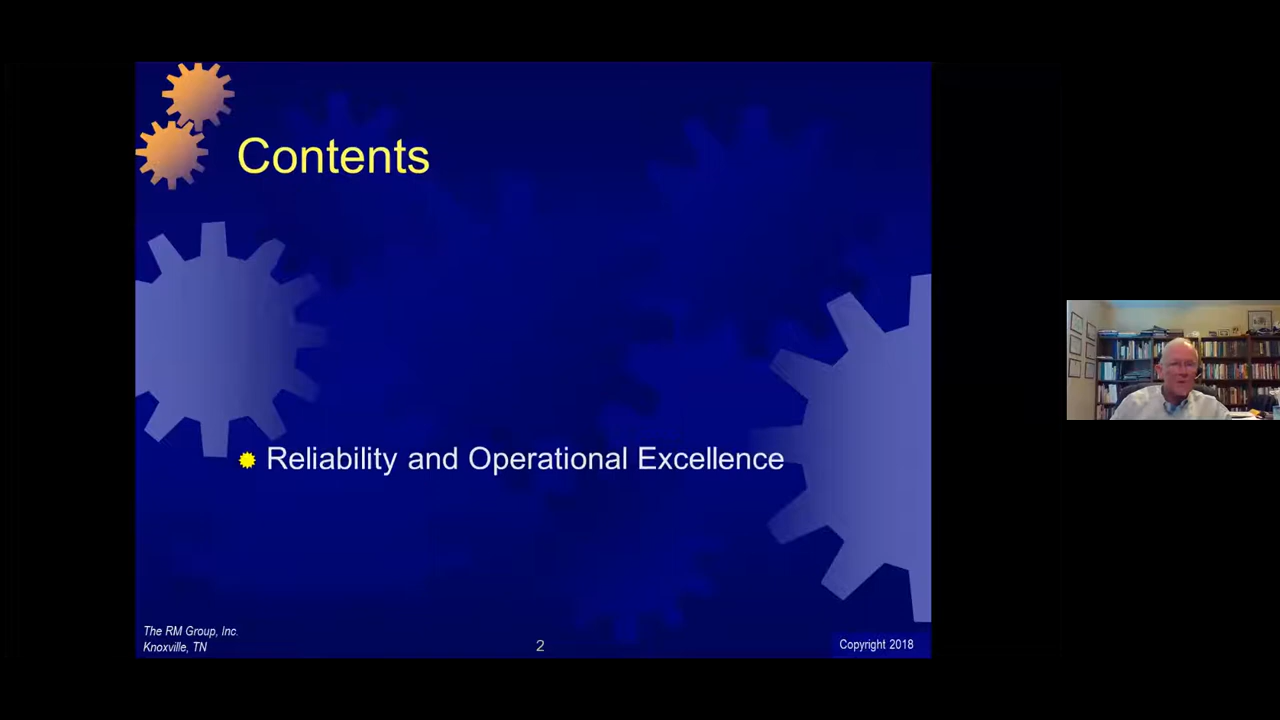 Contents
Reliability and Operational Excellence
The RM Group, Inc.
Knoxville, TN
2
Copyright 2018